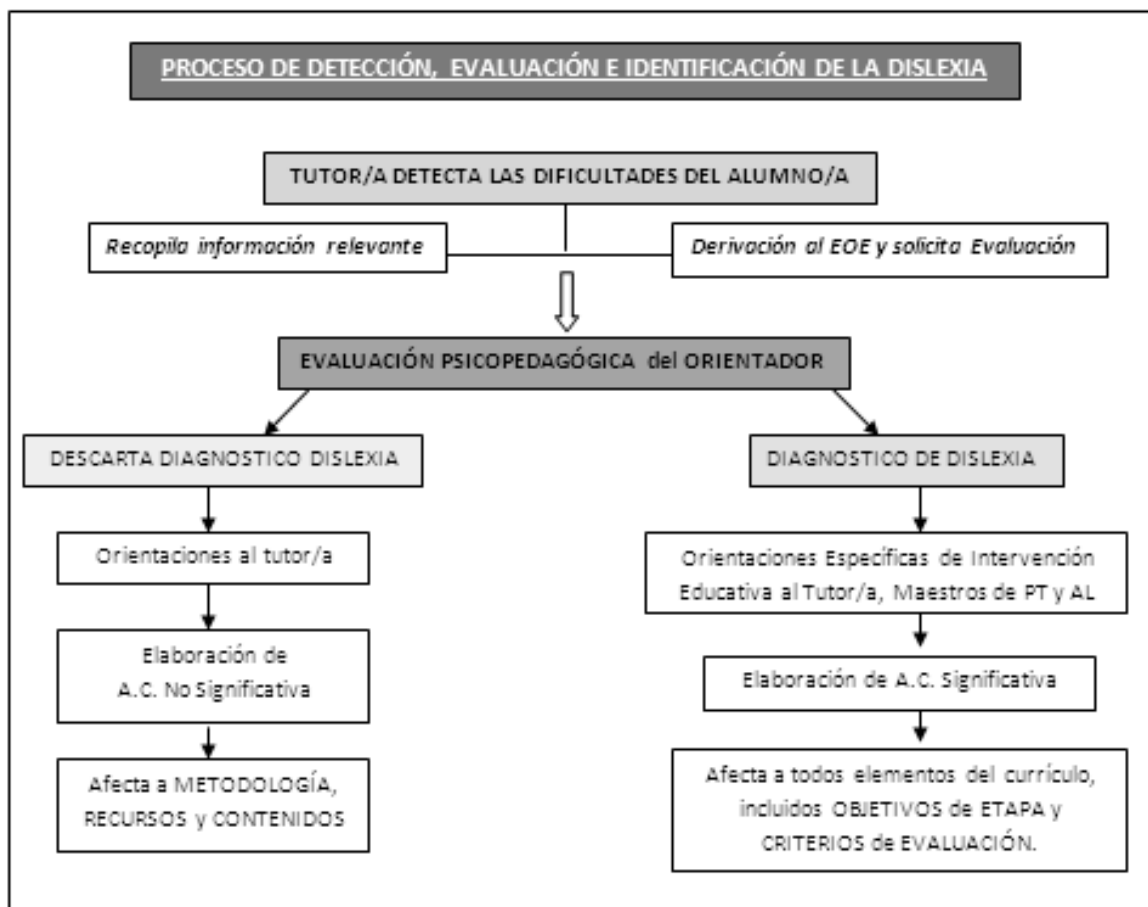 PROCESO DE DETECCIÓN, EVALUACIÓN E IDENTIFICACIÓN DE LA DISLEXIA
TUTOR/A DETECTA LAS DIFICULTADES DEL ALUMNO/A
Recopila información relevante
Derivación al EOE y solicita Evaluación
EVALUACIÓN PSICOPEDAGÓGICA del ORIENTADOR
DESCARTA DIAGNOSTICO DISLEXIA
Orientaciones al tutor/a
Elaboración de
A.C. No Significativa
Afecta a METODOLOGÍA,
RECURSOS y CONTENIDOS
DIAGNOSTICO DE DISLEXIA
Orientaciones Específicas de Intervención
Educativa al Tutor/a, Maestros de PT y AL
Elaboración de A.C. Significativa
Afecta a todos elementos del currículo,
incluidos OBJETIVOS de ETAPA y
CRITERIOS de EVALUACIÓN.